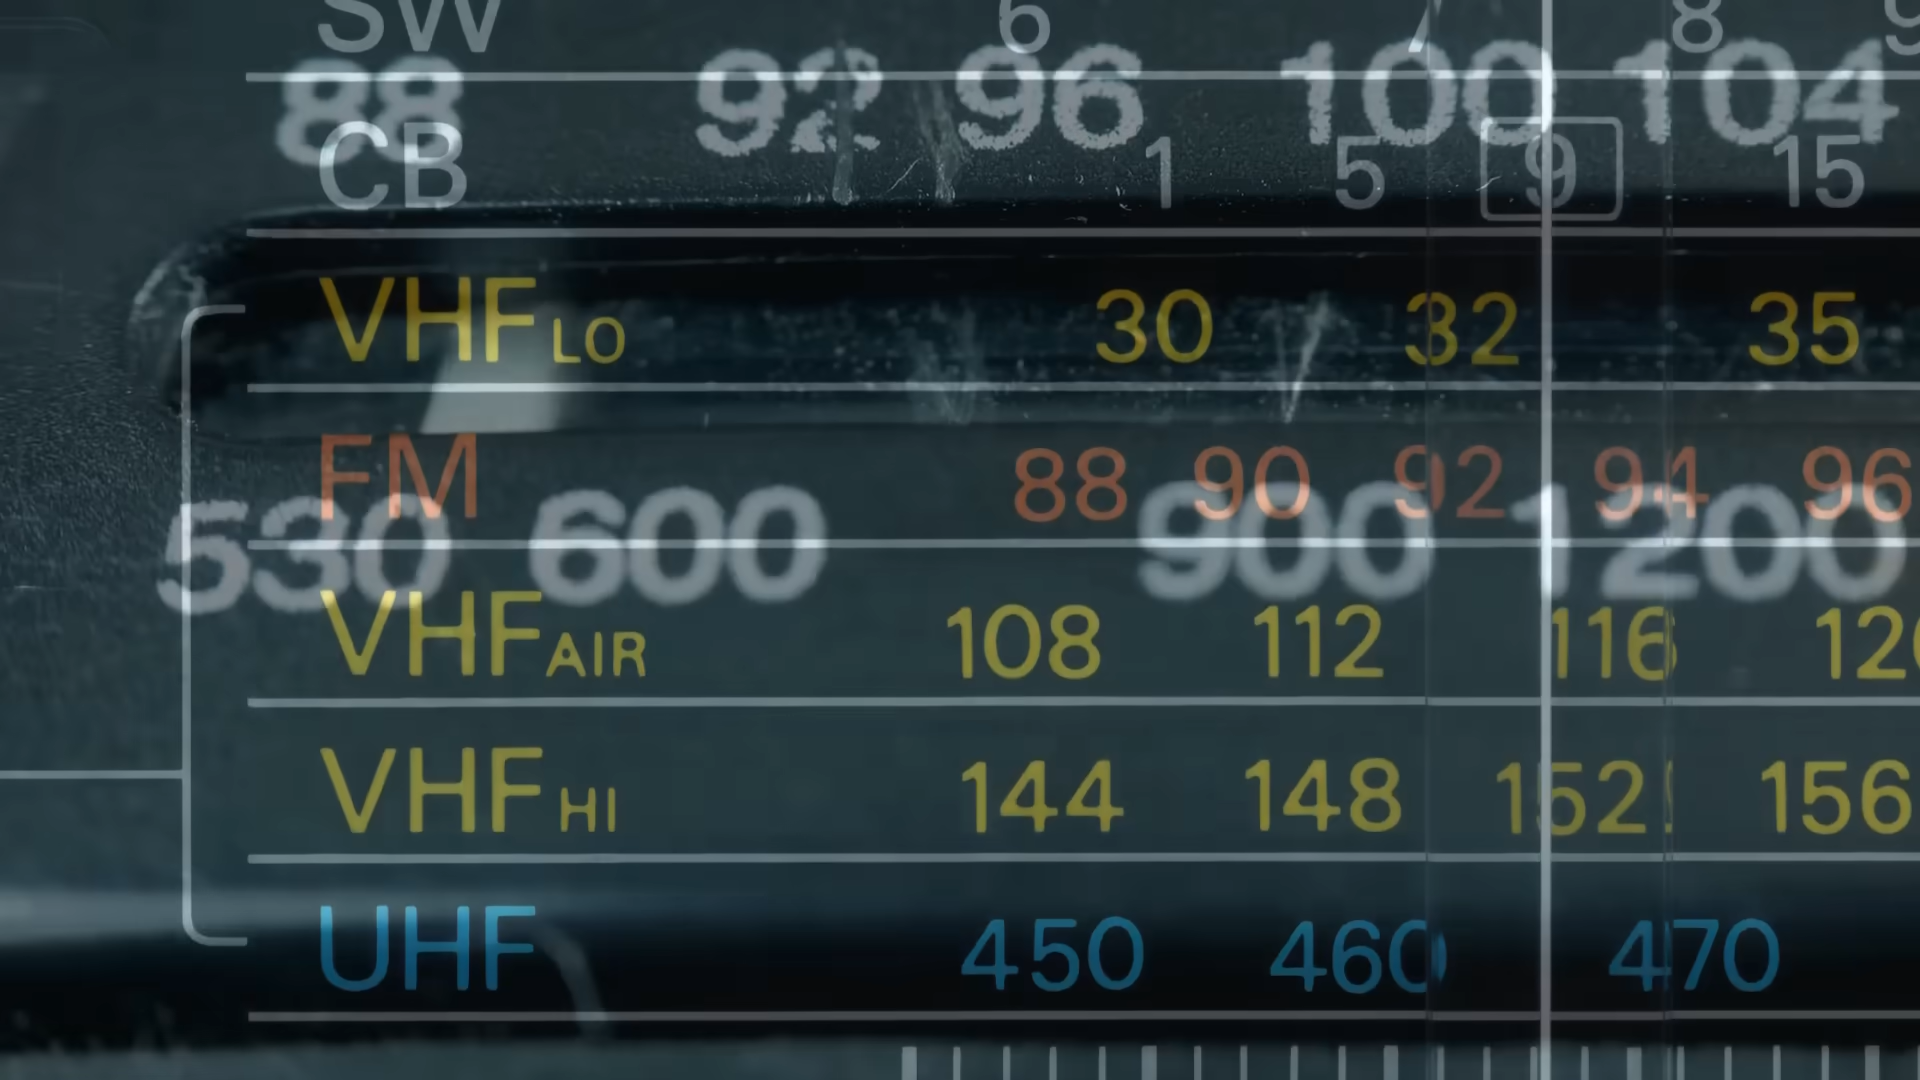 SW 6 7 8 9
88 92 96 100 104
CB 1 5 9 15
VHF LO 30 32 35
FM 88 90 92 94 96
530 600 900 1200
VHF AIR 108 112 116
VHF HI 144 148 152 156
UHF 450 460 470